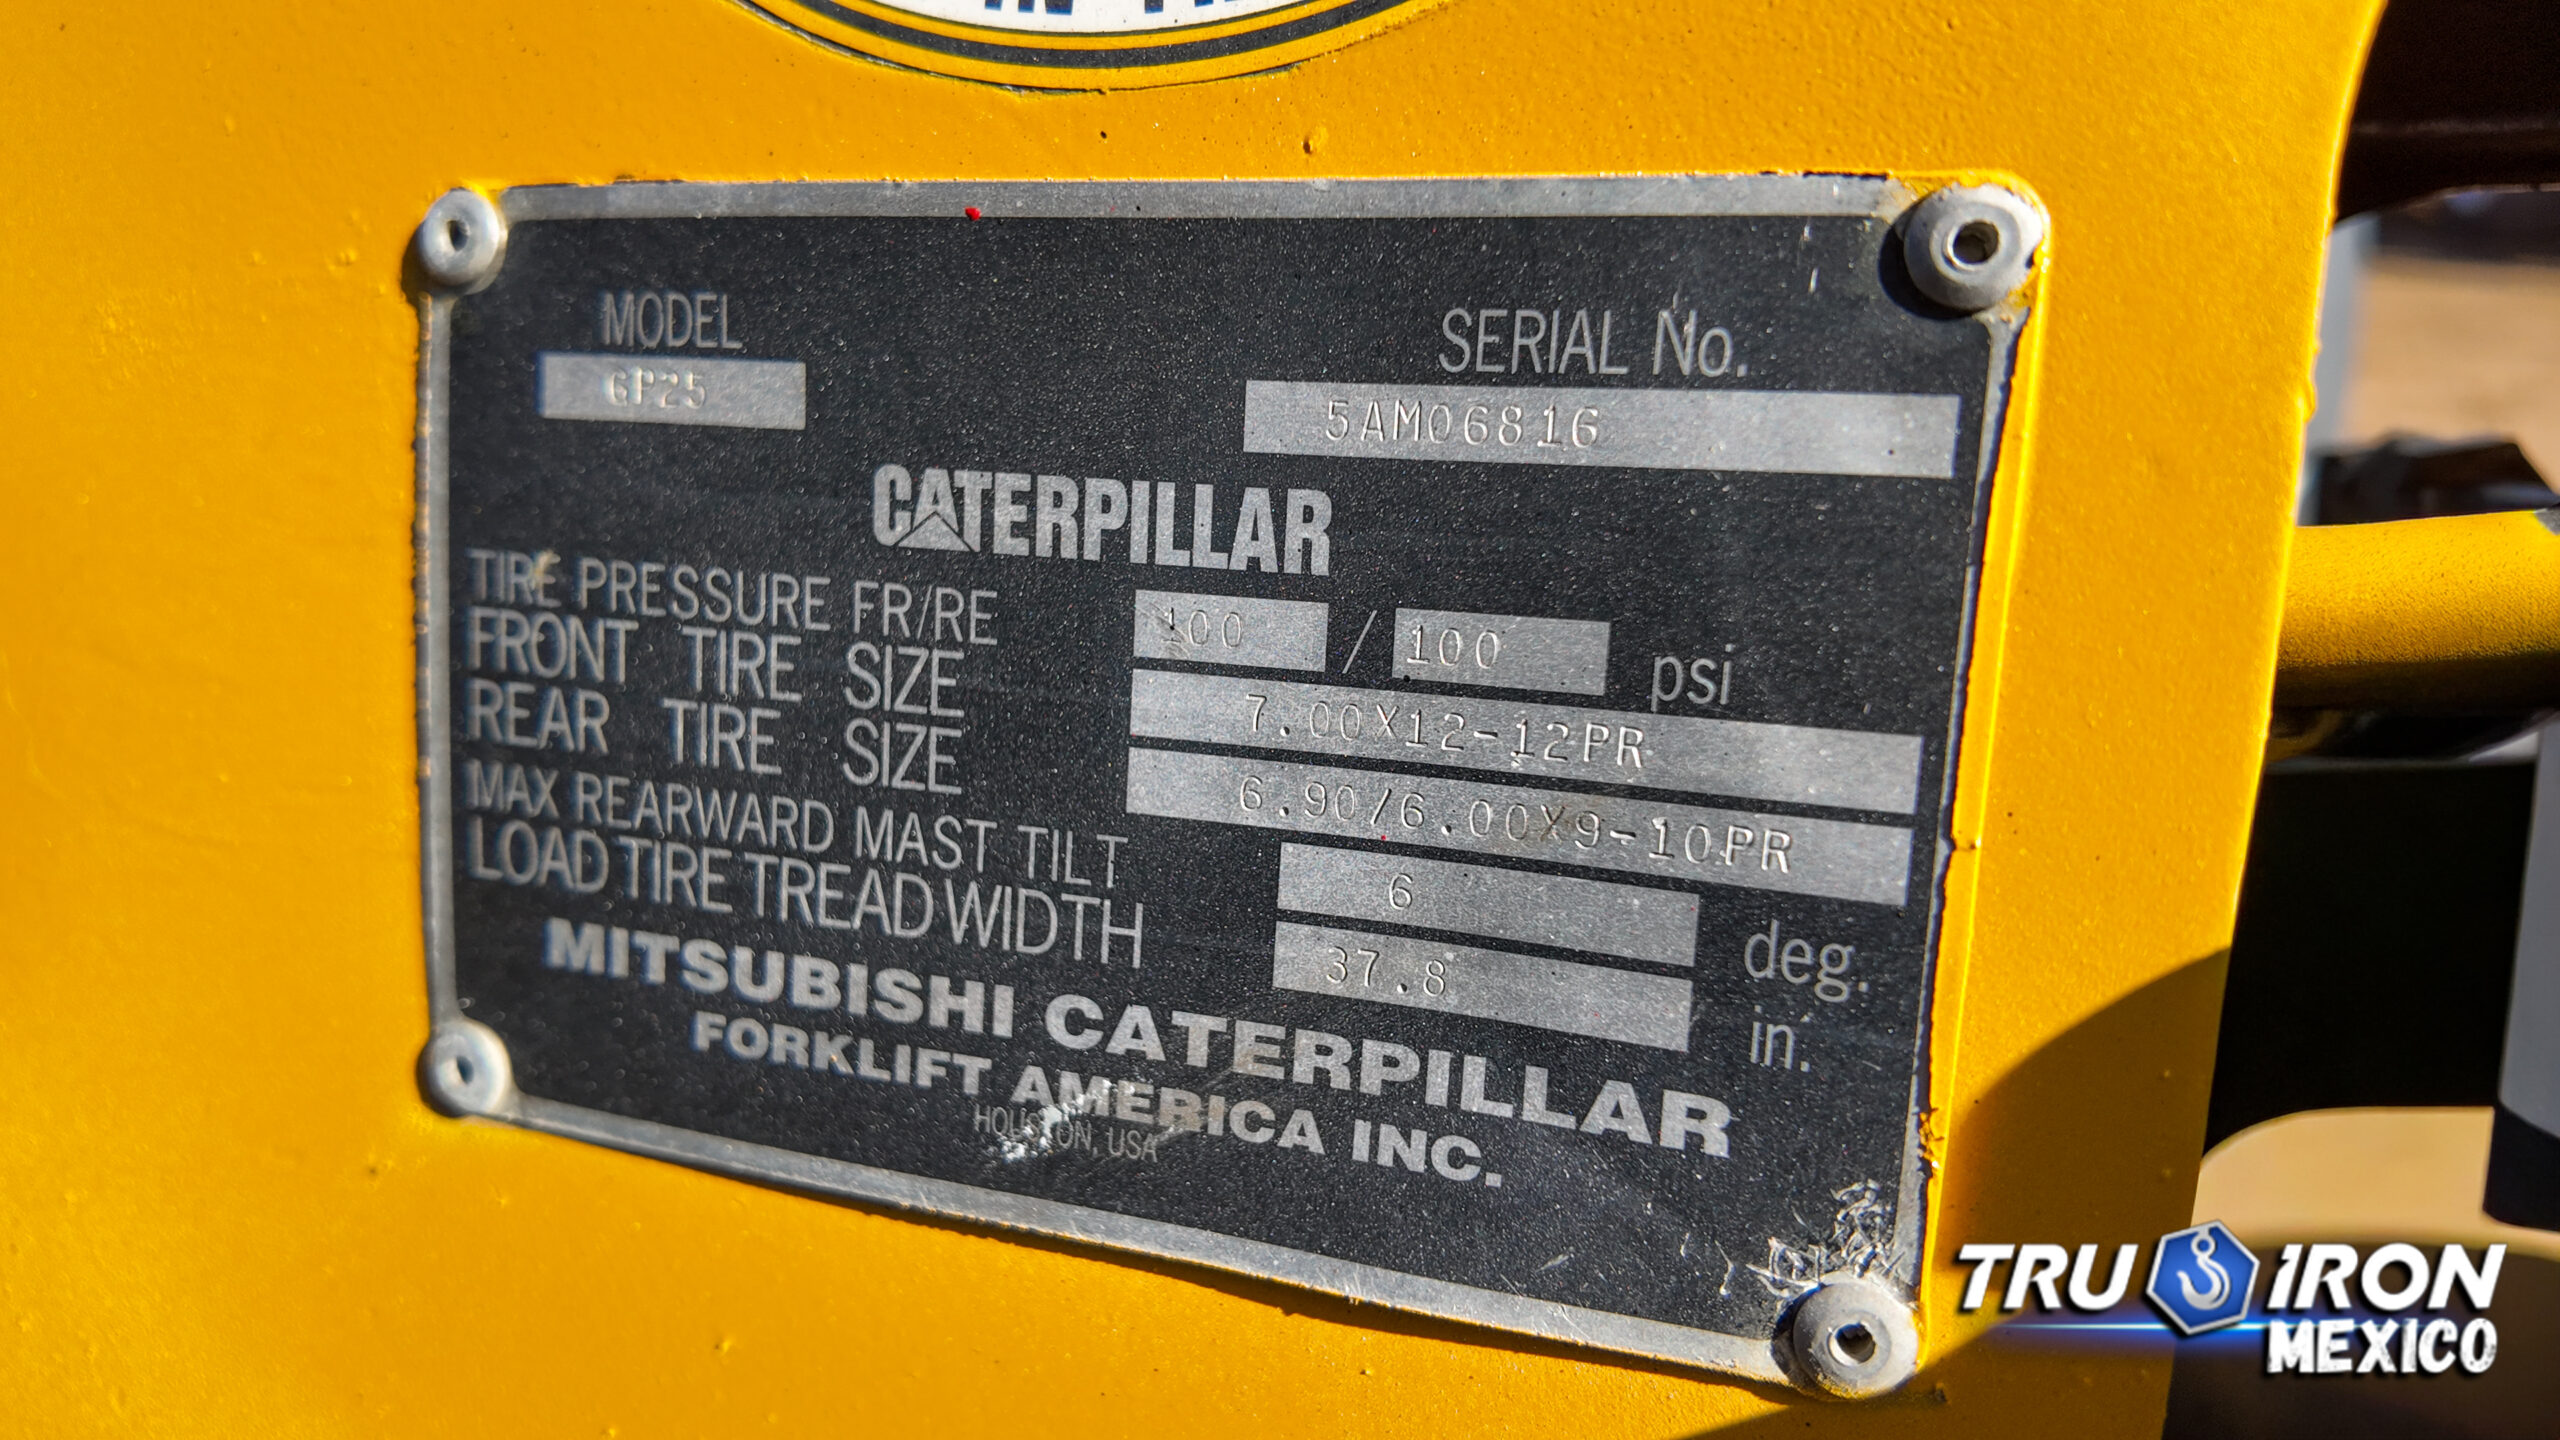 MODEL
GP25
SERIAL No.
5AM06816
CATERPILLAR
TIRE PRESSURE FR/RE 100 / 100 psi
FRONT TIRE SIZE 7.00X12-12PR
REAR TIRE SIZE 6.90/6.00X9-10PR
MAX REARWARD MAST TILT 6 deg.
LOAD TIRE TREAD WIDTH 37.8 in.
MITSUBISHI CATERPILLAR
FORKLIFT AMERICA INC.
HOUSTON, USA
TRU IRON
MEXICO